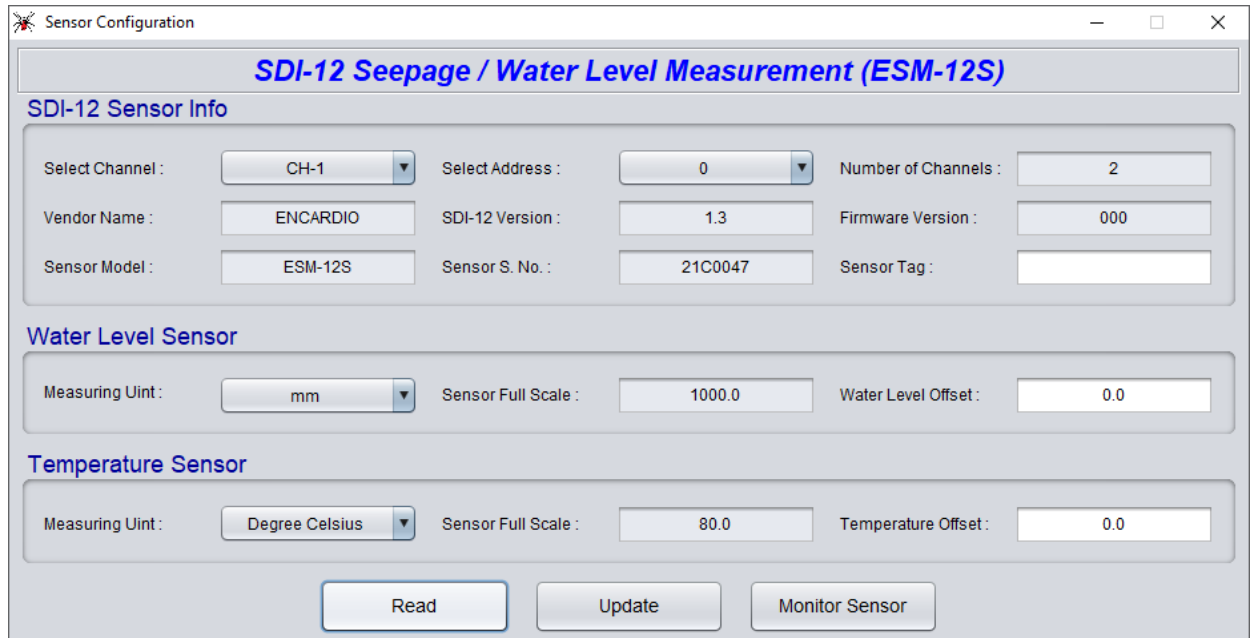 Sensor Configuration
SDI-12 Seepage / Water Level Measurement (ESM-12S)
SDI-12 Sensor Info
Select Channel : CH-1 Select Address : 0 Number of Channels : 2
Vendor Name : ENCARDIO SDI-12 Version : 1.3 Firmware Version : 000
Sensor Model : ESM-12S Sensor S. No. : 21C0047 Sensor Tag :
Water Level Sensor
Measuring Uint : mm Sensor Full Scale : 1000.0 Water Level Offset : 0.0
Temperature Sensor
Measuring Uint : Degree Celsius Sensor Full Scale : 80.0 Temperature Offset : 0.0
Read Update Monitor Sensor